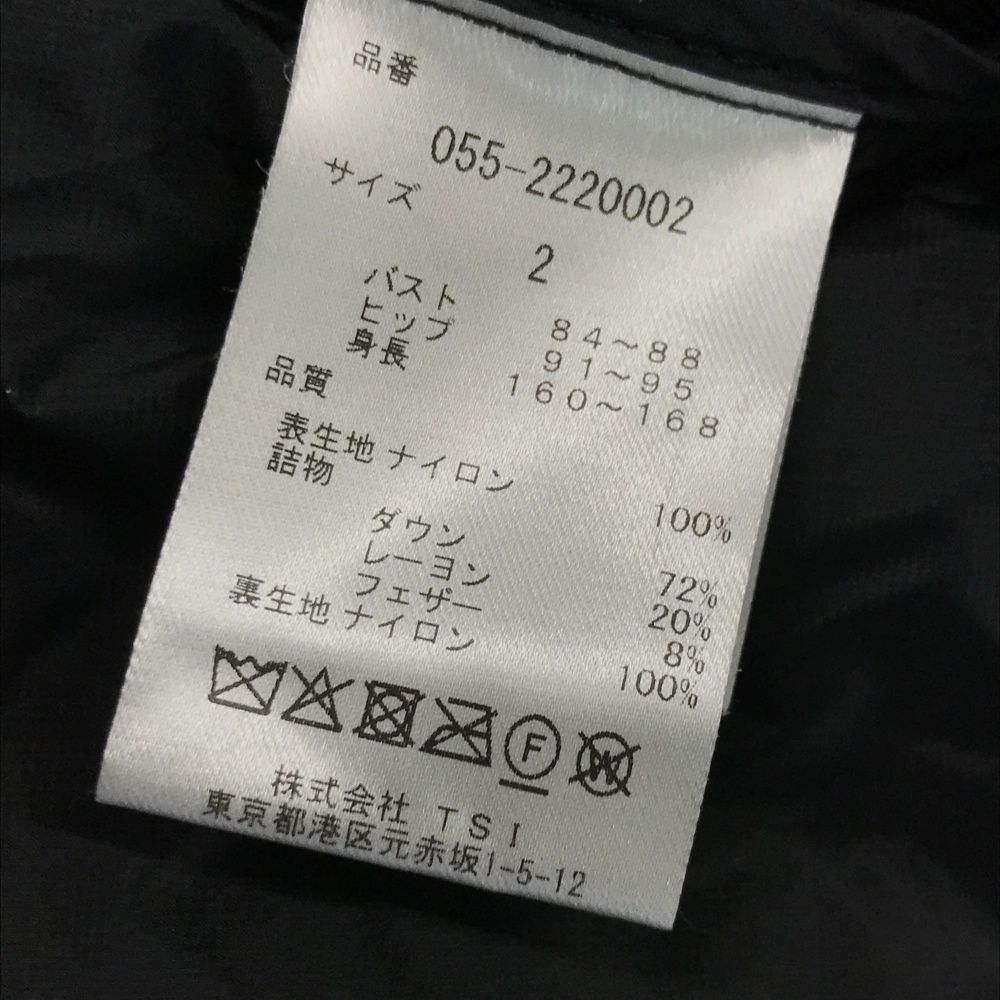 品番
055-2220002
サイズ
2
バスト 84～88
ヒップ 91～95
身長 160～168
品質
表生地 ナイロン 100%
詰物
ダウン 72%
レーヨン 20%
フェザー 8%
裏生地 ナイロン 100%
F W
株式会社 TSI
東京都港区元赤坂1-5-12